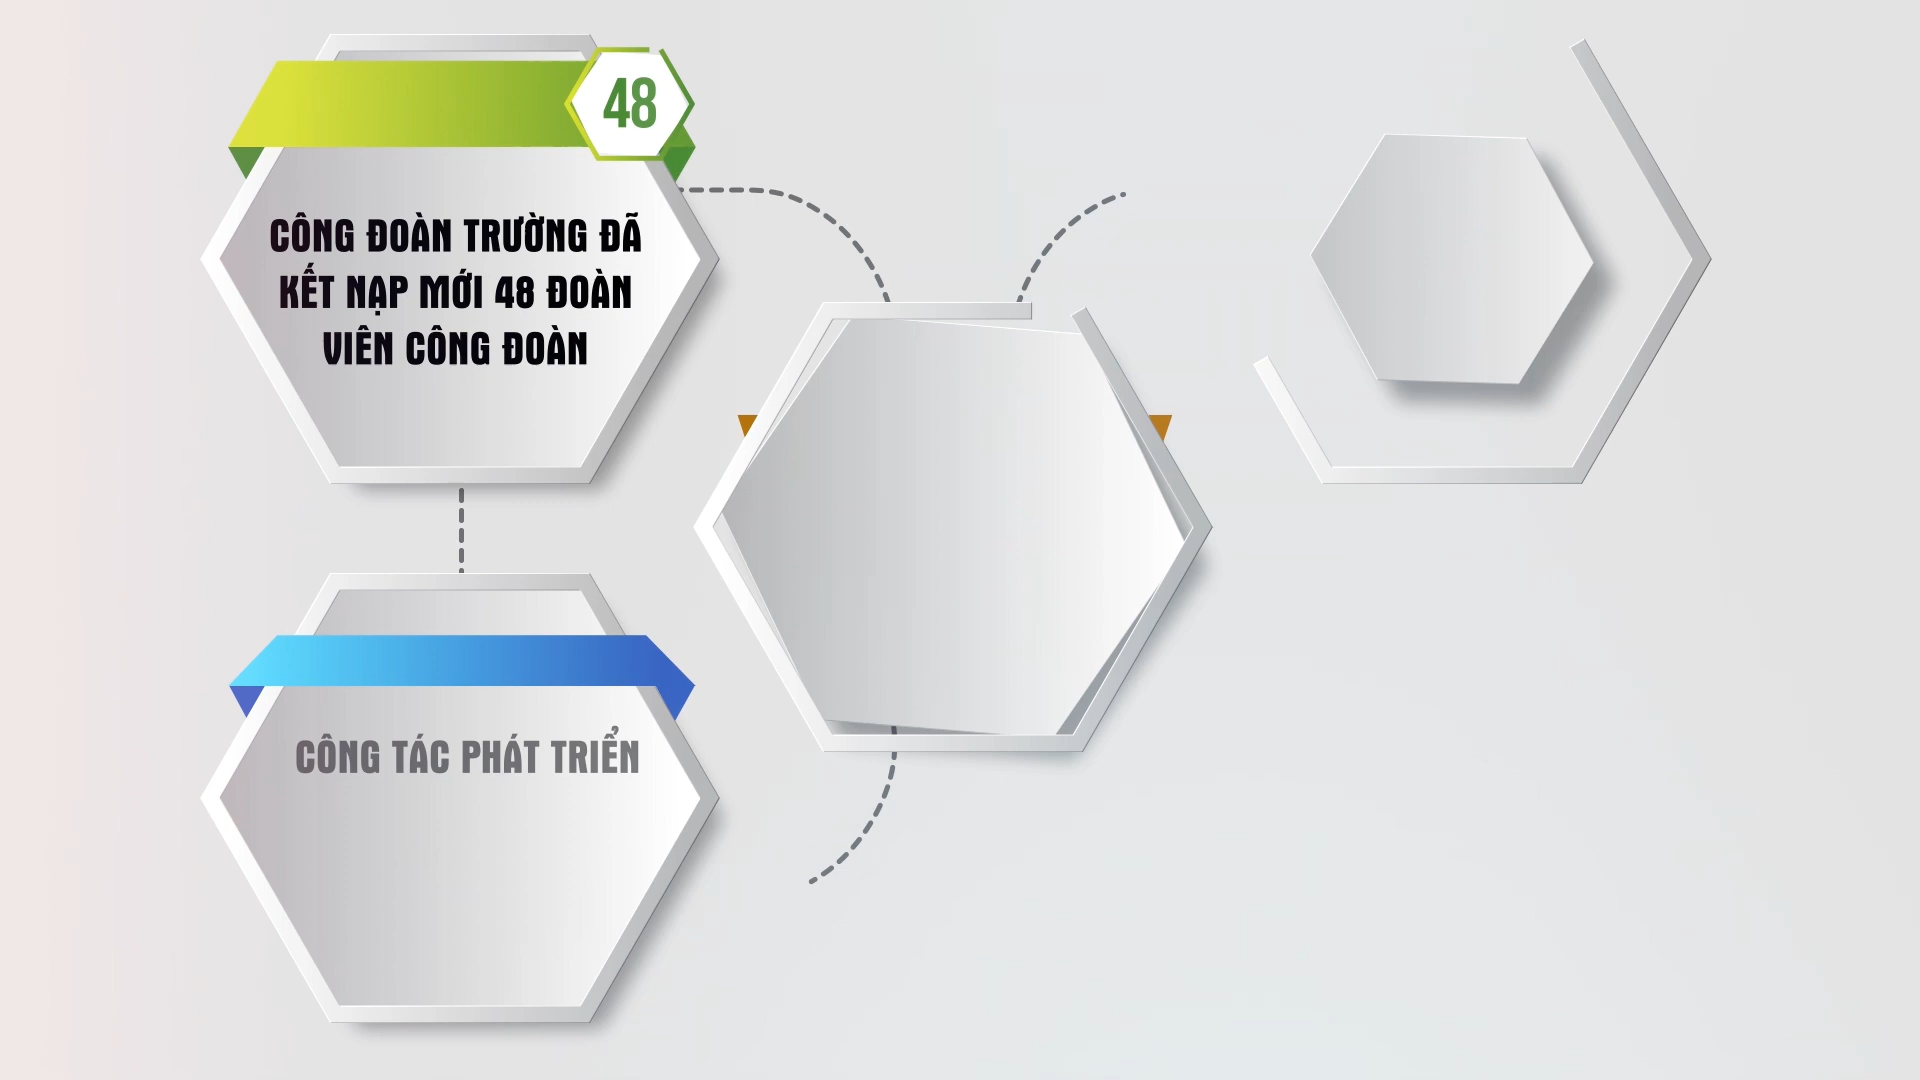 48
CÔNG ĐOÀN TRƯỜNG ĐÃ
KẾT NẠP MỚI 48 ĐOÀN
VIÊN CÔNG ĐOÀN
CÔNG TÁC PHÁT TRIỂN